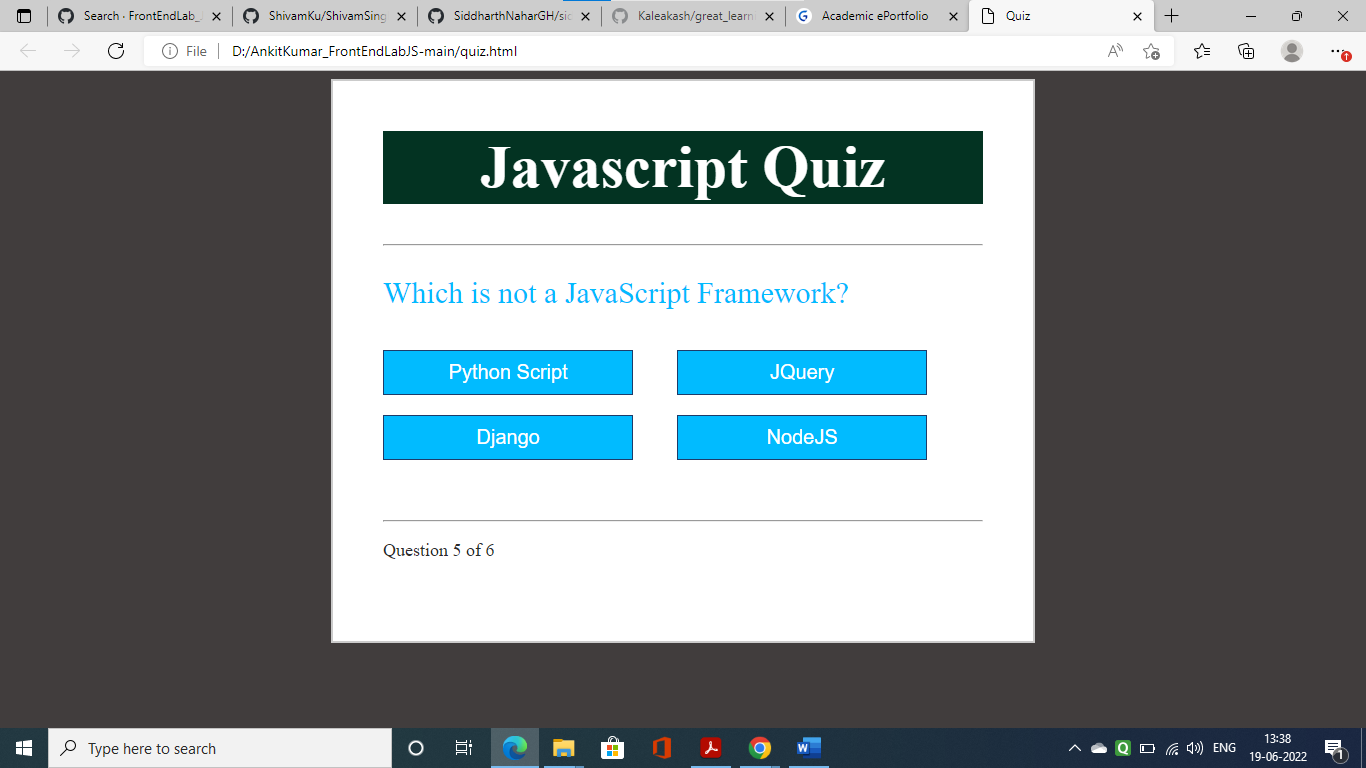 Search · FrontEndLab_
ShivamKu/ShivamSing
SiddharthNaharGH/sid
Kaleakash/great_learn
Academic ePortfolio
Quiz
File
D:/AnkitKumar_FrontEndLabJS-main/quiz.html
Javascript Quiz
Which is not a JavaScript Framework?
Python Script
JQuery
Django
NodeJS
Question 5 of 6
Type here to search
ENG
13:38
19-06-2022
1